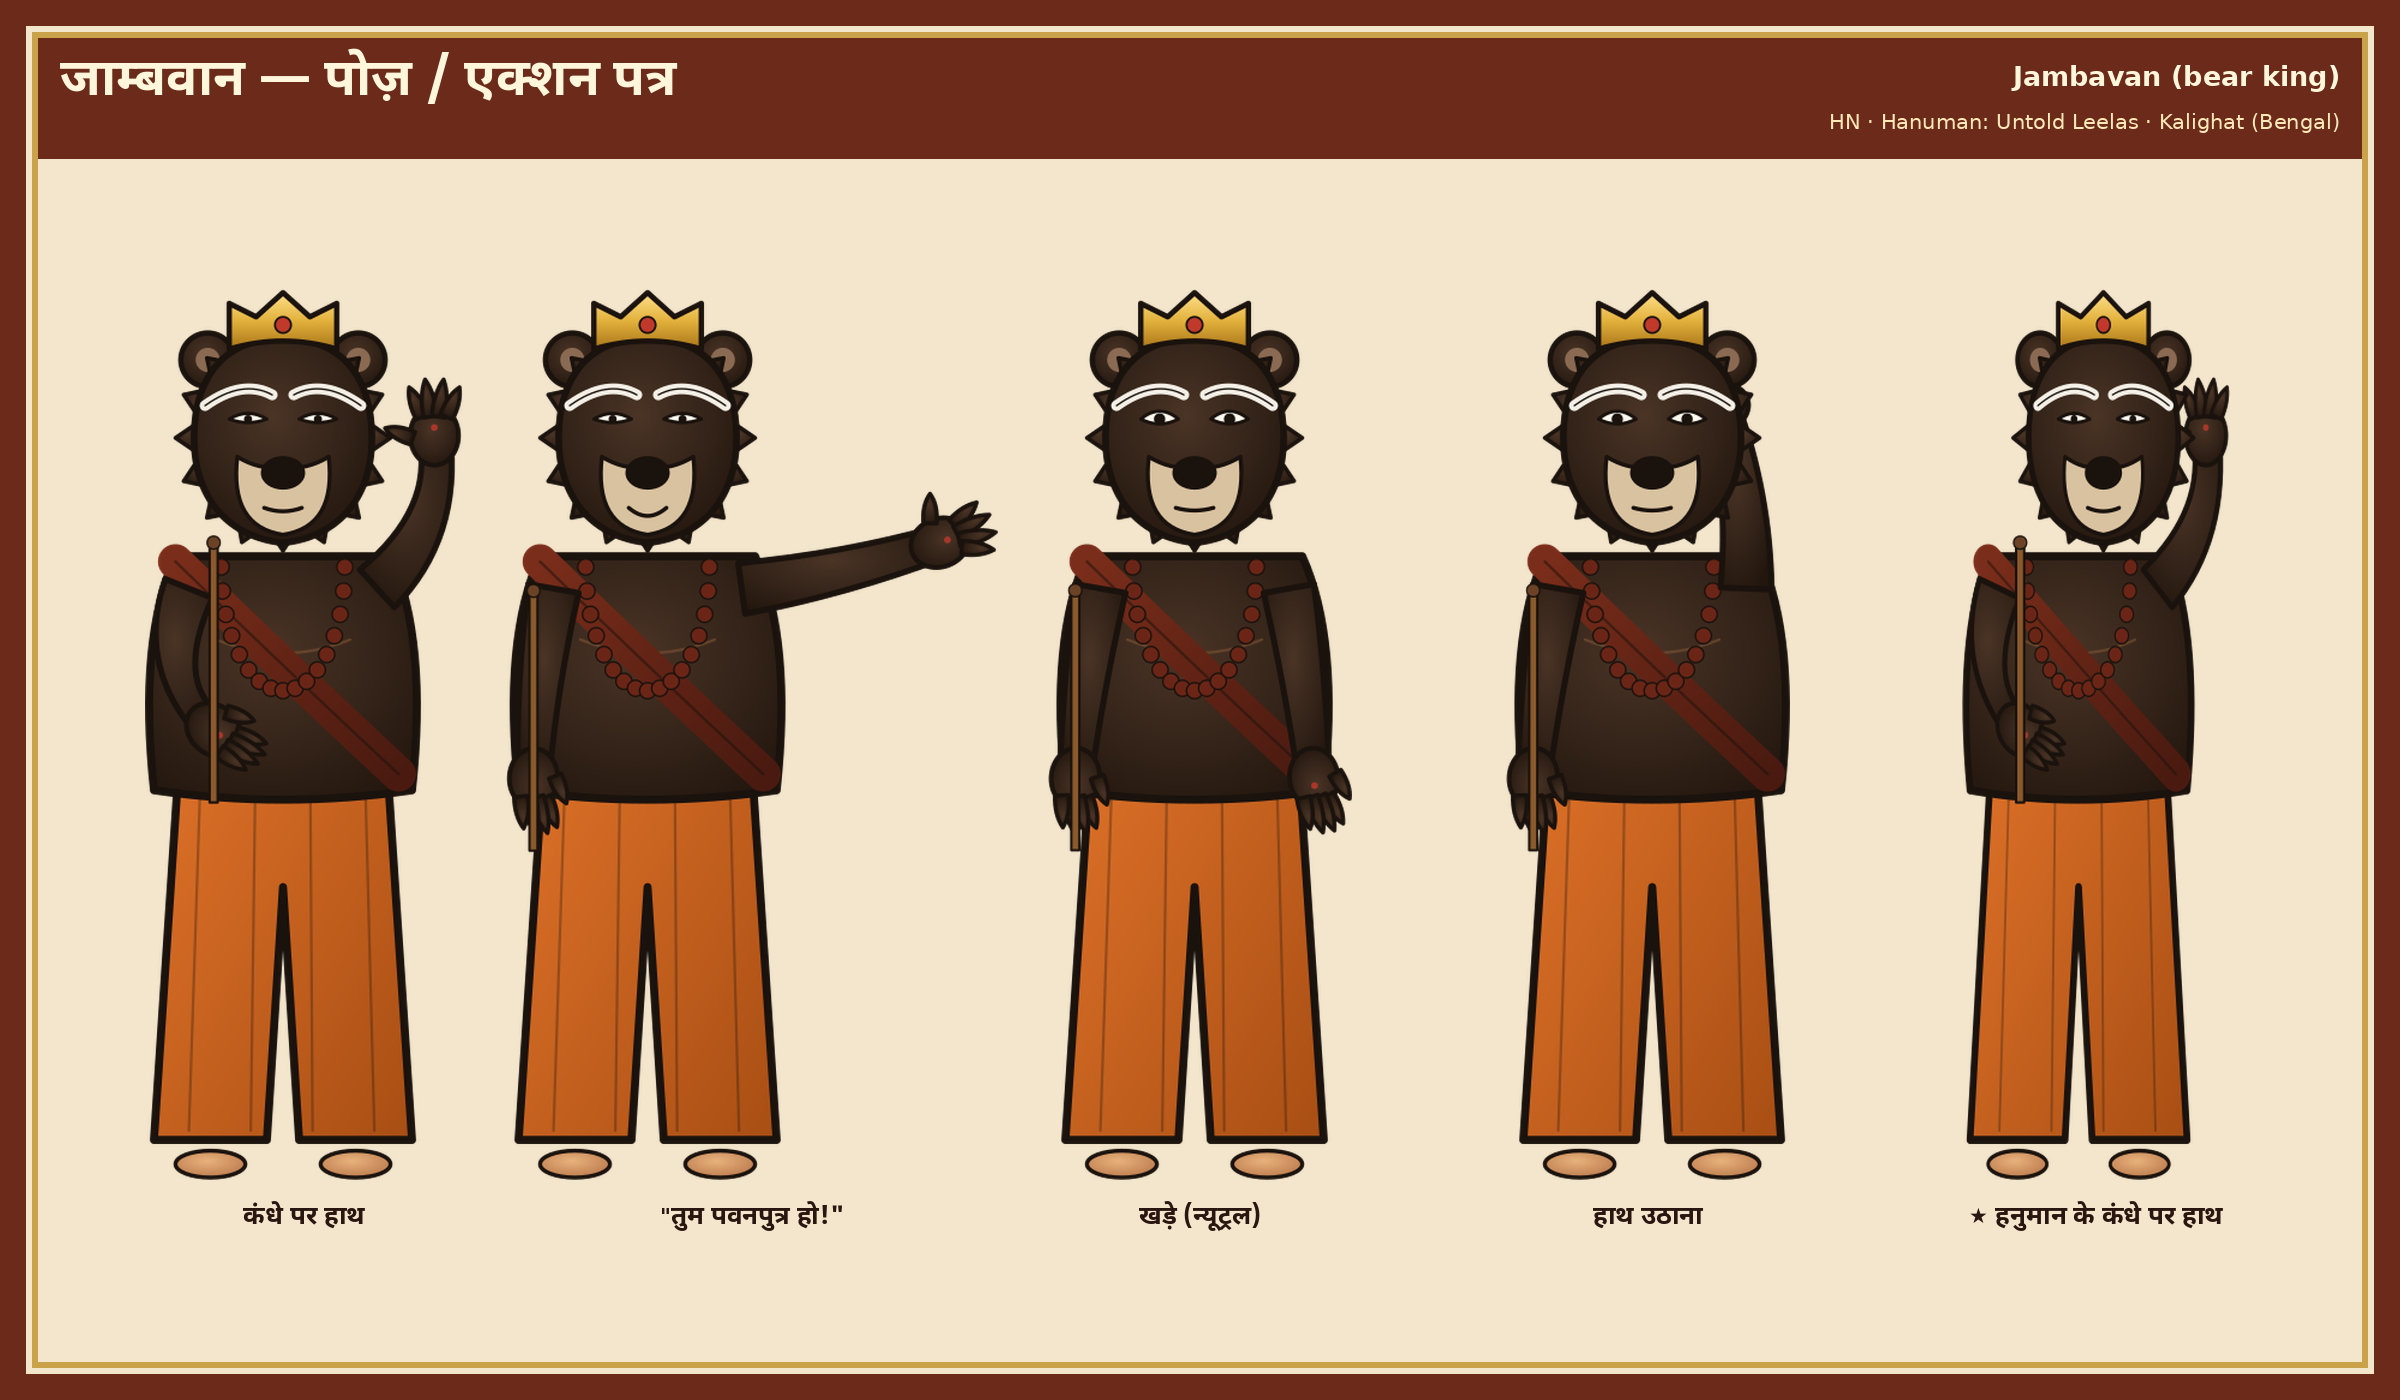 जाम्बवान — पोज़ / एक्शन पत्र
Jambavan (bear king)
HN · Hanuman: Untold Leelas · Kalighat (Bengal)
कंधे पर हाथ
"तुम पवनपुत्र हो!"
खड़े (न्यूट्रल)
हाथ उठाना
★ हनुमान के कंधे पर हाथ